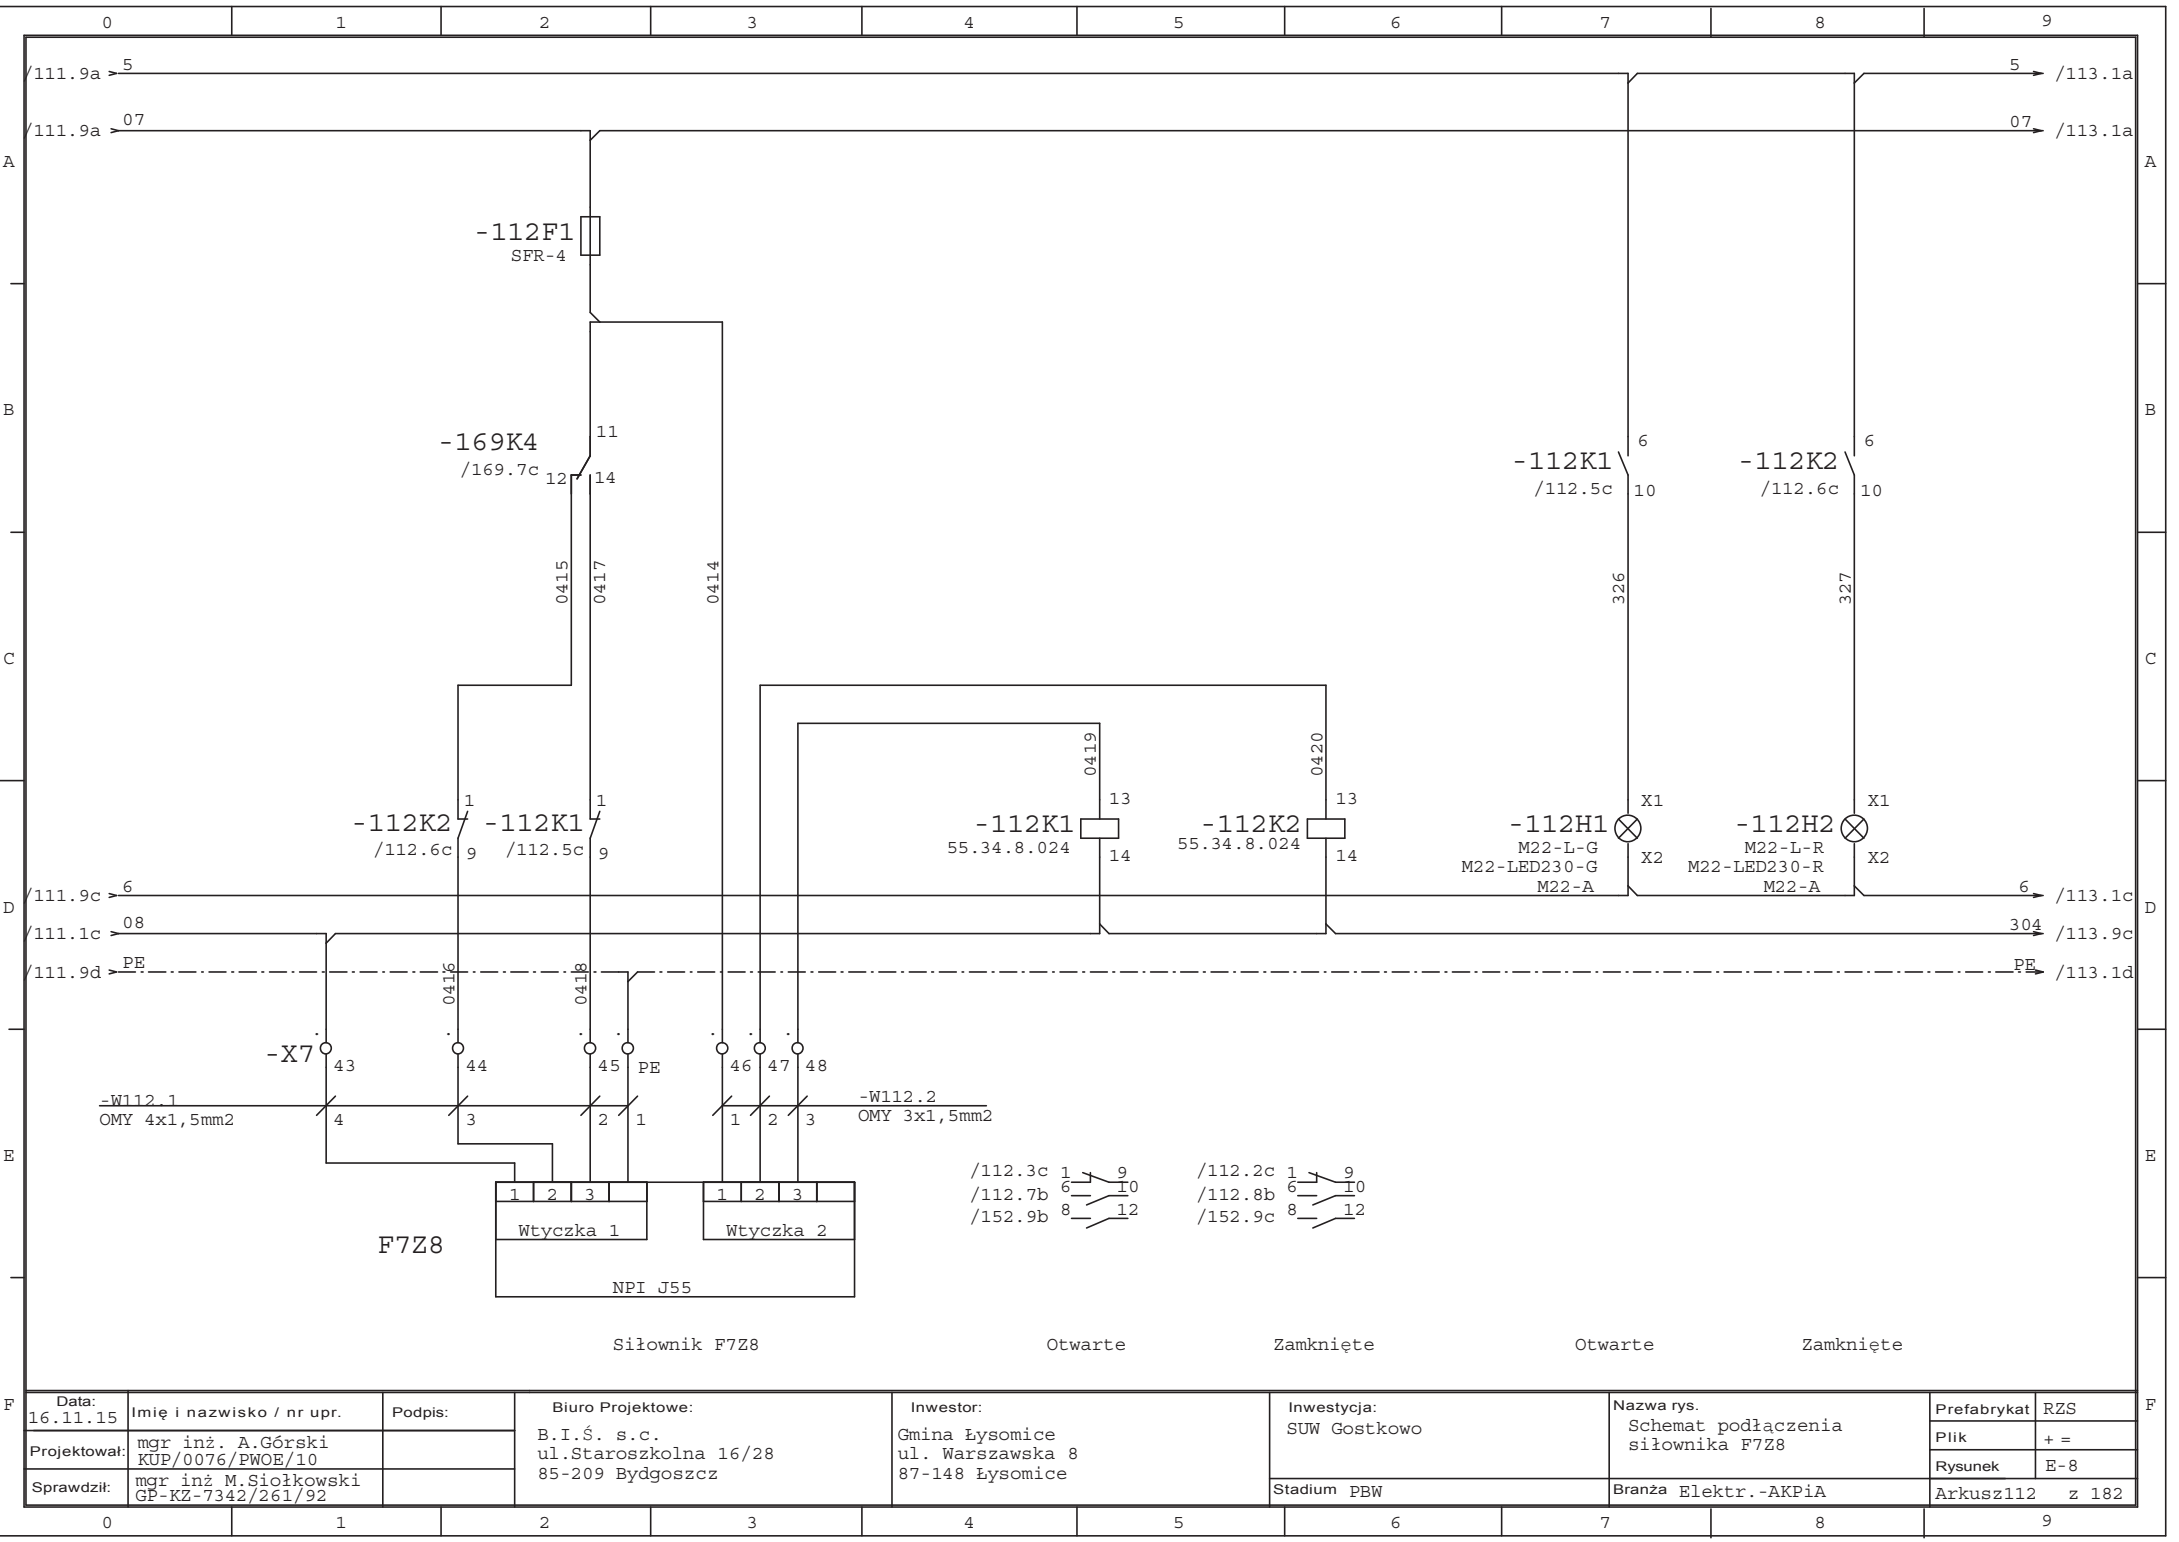 0 1 2 3 4 5 6 7 8 9
/111.9a 5 5 /113.1a
/111.9a 07 07 /113.1a
A A
-112F1
SFR-4
B B
-169K4 11
/169.7c 12 14
-112K1 6
/112.5c 10
-112K2 6
/112.6c 10
0415 0417 0414 326 327
C C
0419 0420
-112K2 1
/112.6c 9
-112K1 1
/112.5c 9
-112K1 13
55.34.8.024 14
-112K2 13
55.34.8.024 14
-112H1 X1
M22-L-G X2
M22-LED230-G
M22-A
-112H2 X1
M22-L-R X2
M22-LED230-R
M22-A
/111.9c 6 6 /113.1c
D D
/111.1c 08 304 /113.9c
/111.9d PE PE /113.1d
0416 0418
-X7 43 44 45 PE 46 47 48
-W112.1 -W112.2
OMY 4x1,5mm2 4 3 2 1 1 2 3 OMY 3x1,5mm2
E E
/112.3c 1 9 /112.2c 1 9
/112.7b 6 10 /112.8b 6 10
/152.9b 8 12 /152.9c 8 12
1 2 3 1 2 3
Wtyczka 1 Wtyczka 2
F7Z8
NPI J55
Siłownik F7Z8 Otwarte Zamknięte Otwarte Zamknięte
F F
Data:
16.11.15
Imię i nazwisko / nr upr.
Podpis:
Projektował:
mgr inż. A.Górski
KUP/0076/PWOE/10
Sprawdził:
mgr inż M.Siołkowski
GP-KZ-7342/261/92
Biuro Projektowe:
B.I.Ś. s.c.
ul.Staroszkolna 16/28
85-209 Bydgoszcz
Inwestor:
Gmina Łysomice
ul. Warszawska 8
87-148 Łysomice
Inwestycja:
SUW Gostkowo
Stadium PBW
Nazwa rys.
Schemat podłączenia
siłownika F7Z8
Branża Elektr.-AKPiA
Prefabrykat RZS
Plik + =
Rysunek E-8
Arkusz112 z 182
0 1 2 3 4 5 6 7 8 9